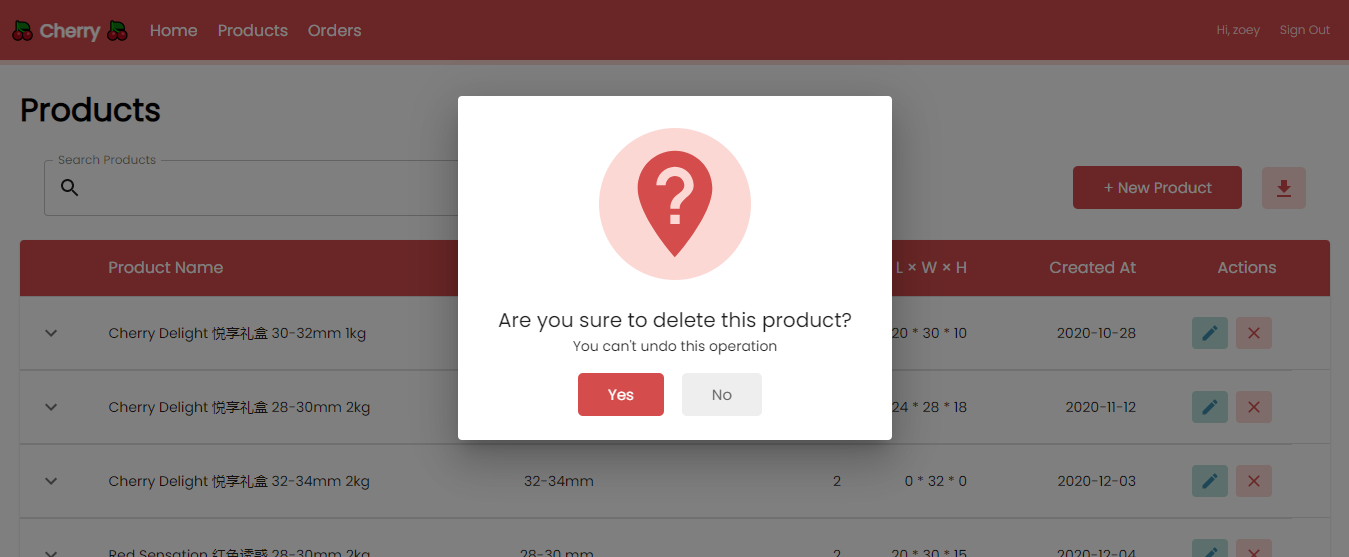 Cherry Home Products Orders Hi, zoey Sign Out
Products
Search Products
+ New Product
Product Name L × W × H Created At Actions
Cherry Delight 悦享礼盒 30-32mm 1kg 20 * 30 * 10 2020-10-28
Cherry Delight 悦享礼盒 28-30mm 2kg 24 * 28 * 18 2020-11-12
Cherry Delight 悦享礼盒 32-34mm 2kg 32-34mm 2 0 * 32 * 0 2020-12-03
Red Sensation 红色诱惑 28-30mm 2kg 28-30 mm 2 20 * 30 * 15 2020-12-04
?
Are you sure to delete this product?
You can't undo this operation
Yes No